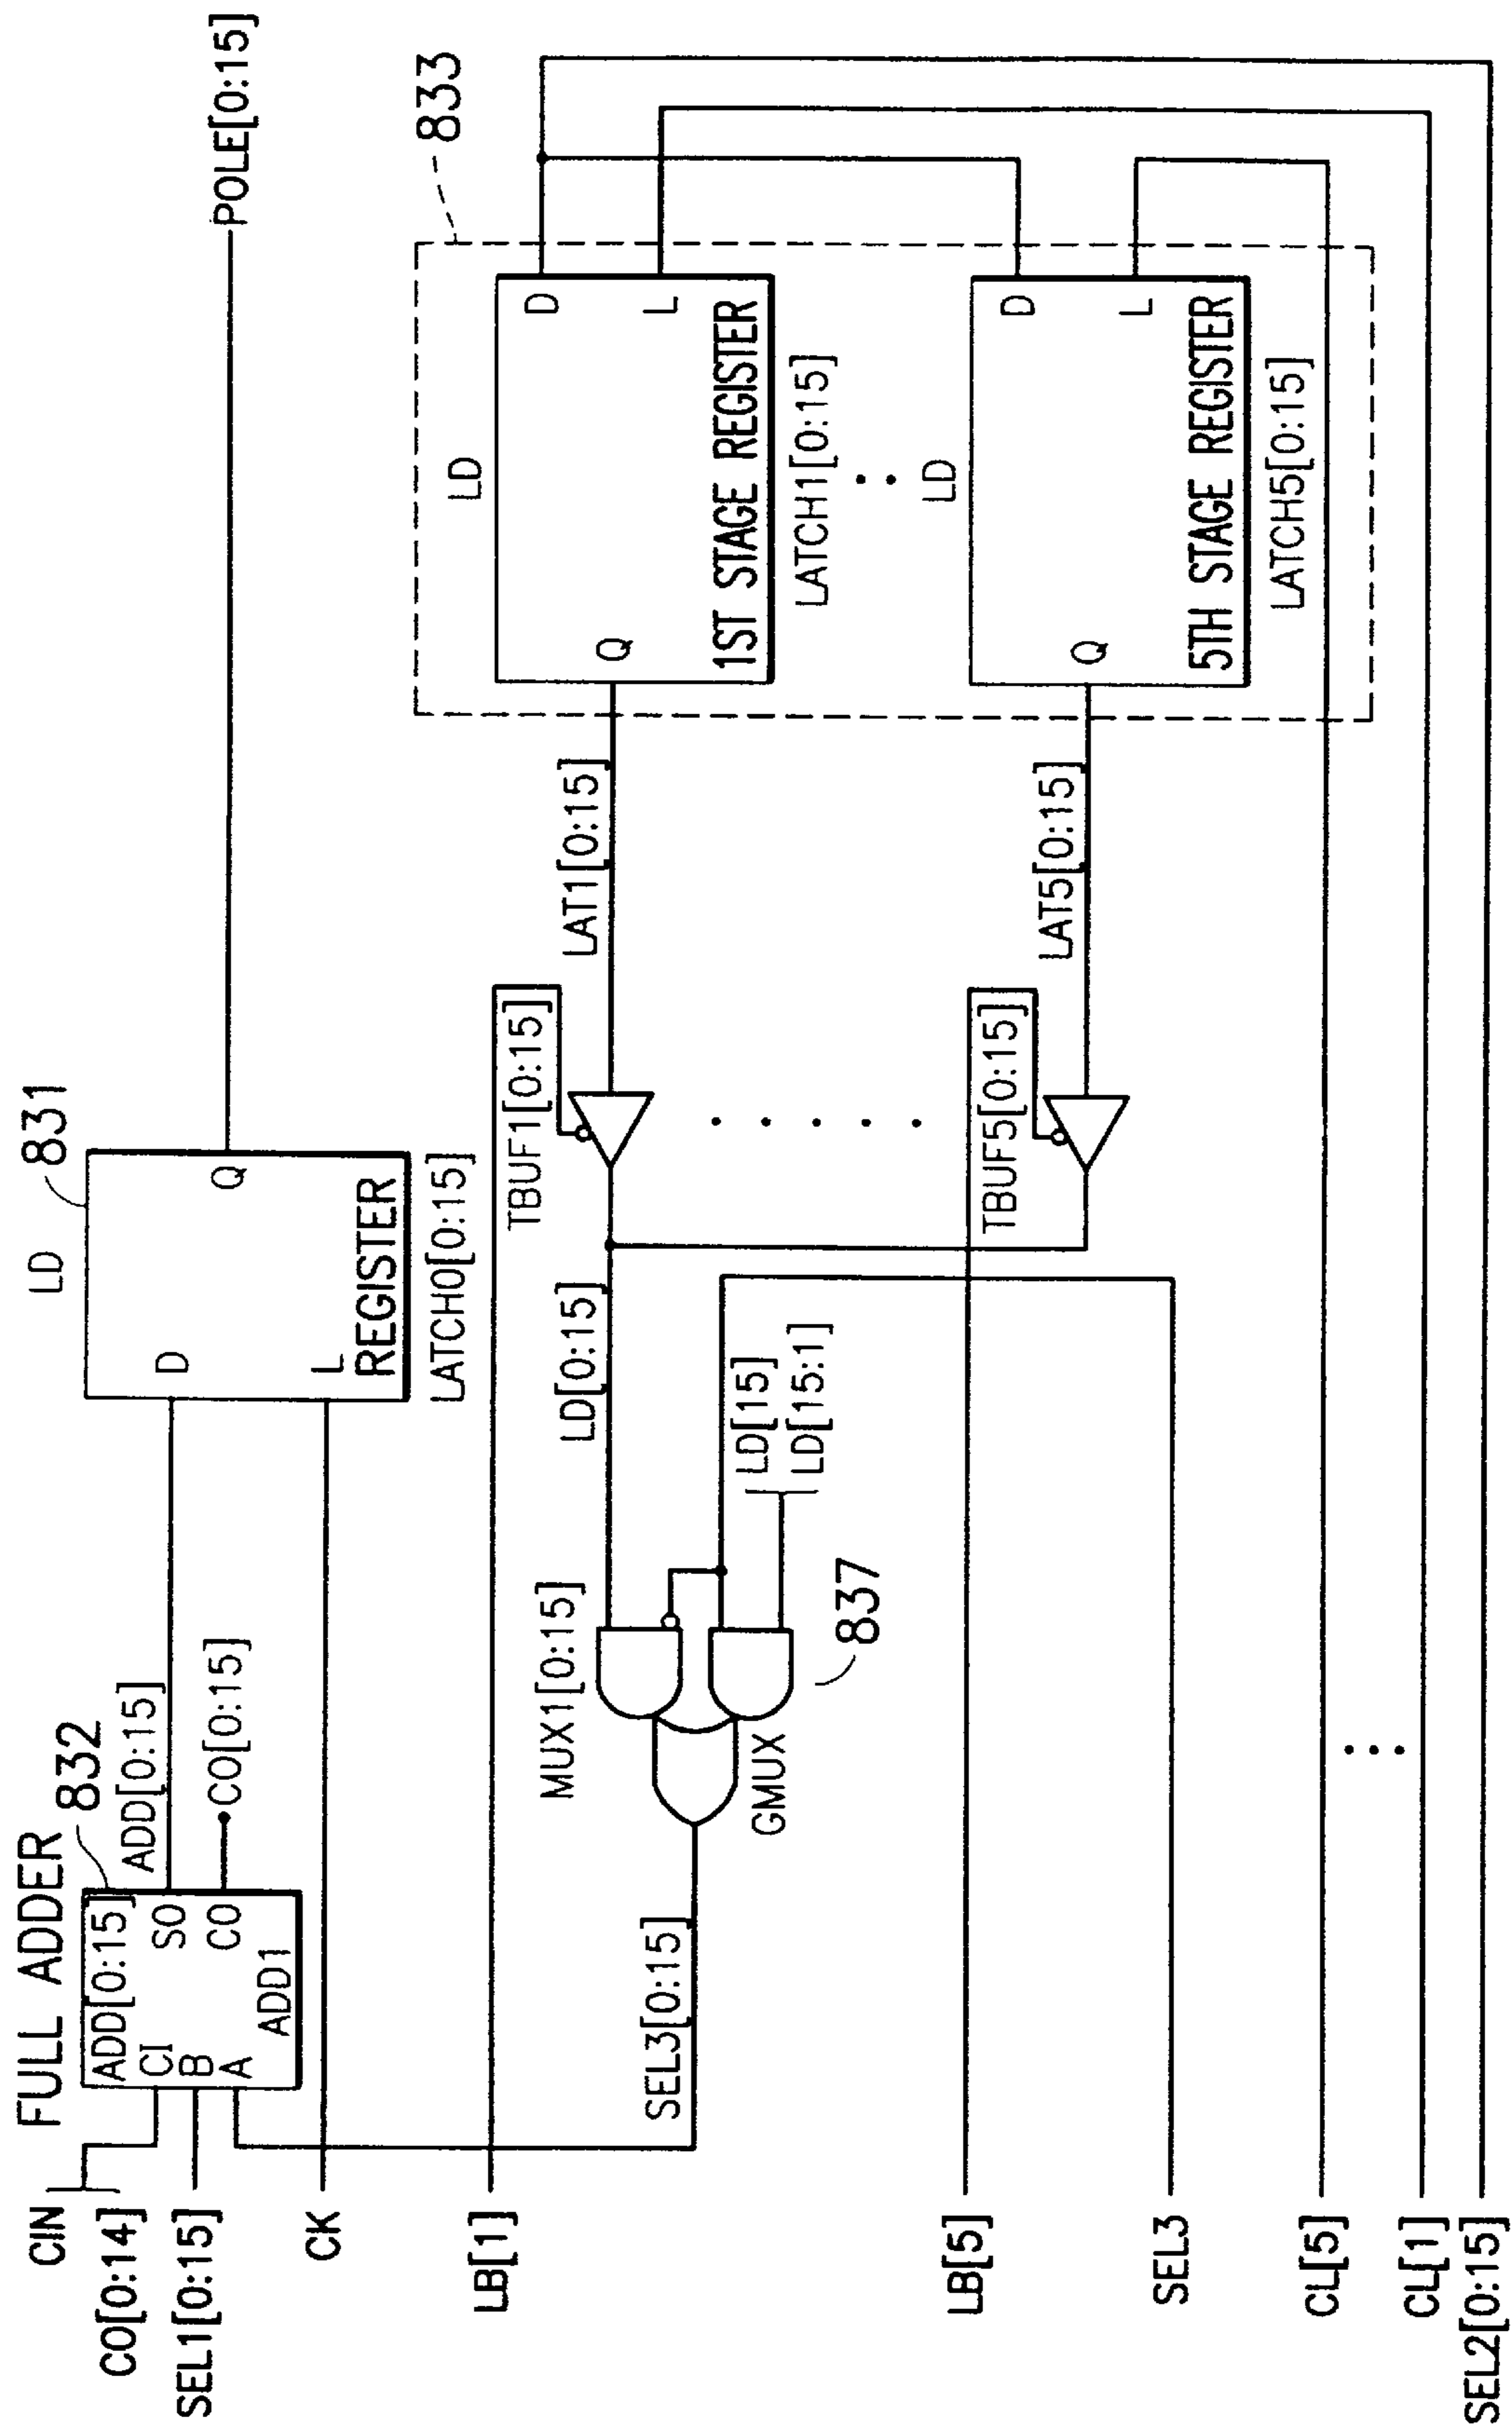 FULL ADDER
832
ADD[0:15]
CI
B
A
SO
CO
ADD1
ADD[0:15]
CO[0:15]
CIN
CO[0:14]
SEL1[0:15]
CK
LD
831
D
Q
L
REGISTER
LATCH0[0:15]
POLE[0:15]
LB[1]
MUX1[0:15]
GMUX
837
SEL3[0:15]
LD[0:15]
LD[15]
LD[15:1]
TBUF1[0:15]
LAT1[0:15]
833
LD
D
L
Q
1ST STAGE REGISTER
LATCH1[0:15]
LB[5]
TBUF5[0:15]
LAT5[0:15]
LD
D
L
Q
5TH STAGE REGISTER
LATCH5[0:15]
SEL3
CL[5]
CL[1]
SEL2[0:15]